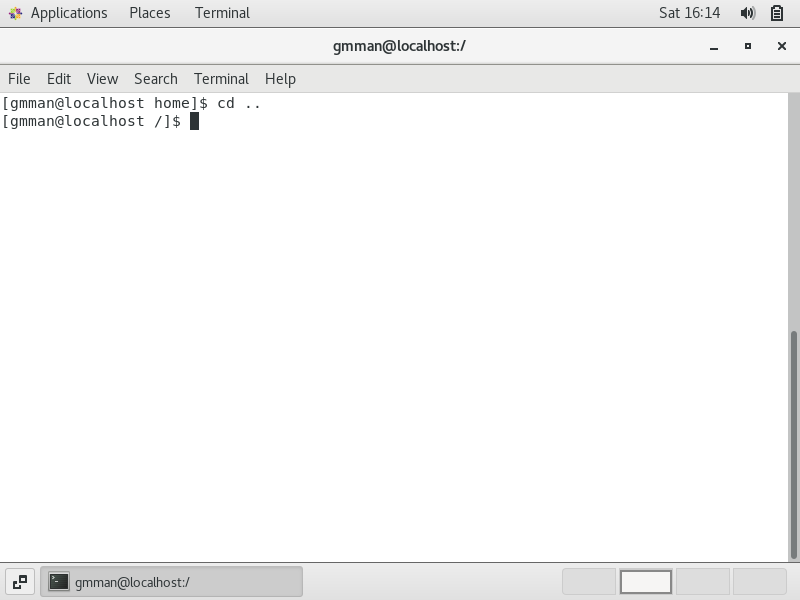 Applications Places Terminal Sat 16:14
gmman@localhost:/
File Edit View Search Terminal Help
[gmman@localhost home]$ cd ..
[gmman@localhost /]$
gmman@localhost:/